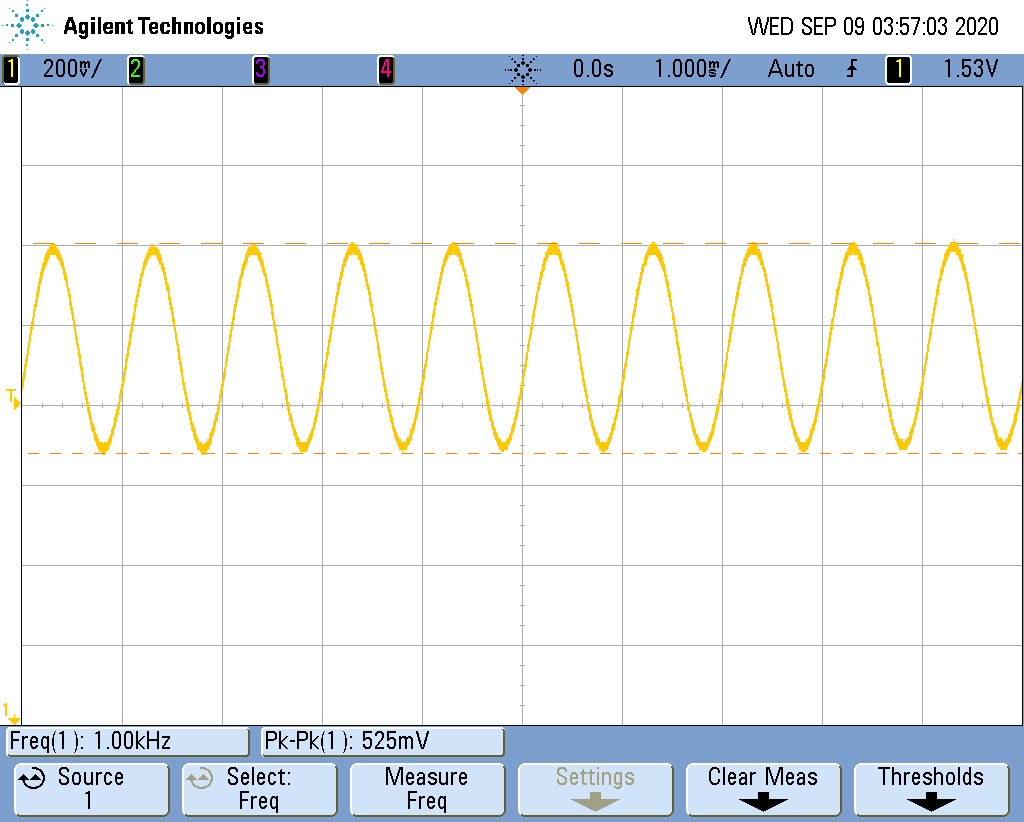 Agilent Technologies WED SEP 09 03:57:03 2020
1 200mV/ 2 3 4 0.0s 1.000ms/ Auto 1 1.53V
T
1
Freq(1): 1.00kHz Pk-Pk(1): 525mV
Source Select: Measure Settings Clear Meas Thresholds
1 Freq Freq